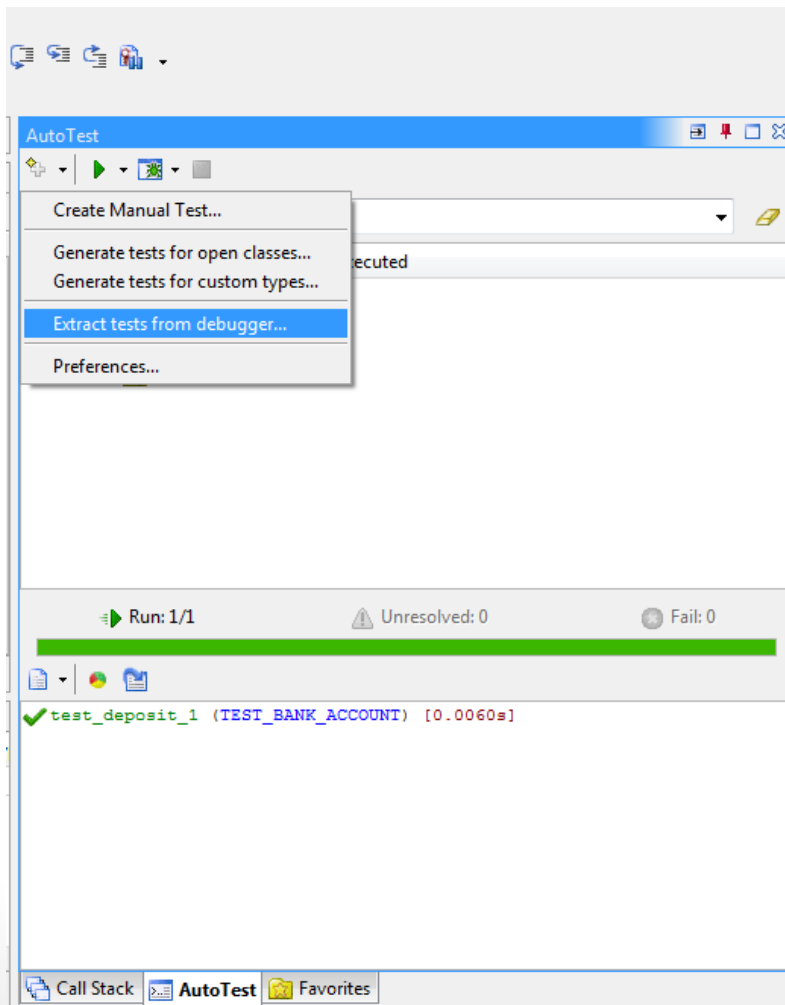 AutoTest
Create Manual Test...
Generate tests for open classes...
Generate tests for custom types...
Extract tests from debugger...
Preferences...
Run: 1/1
Unresolved: 0
Fail: 0
test_deposit_1 (TEST_BANK_ACCOUNT) [0.0060s]
Call Stack
AutoTest
Favorites